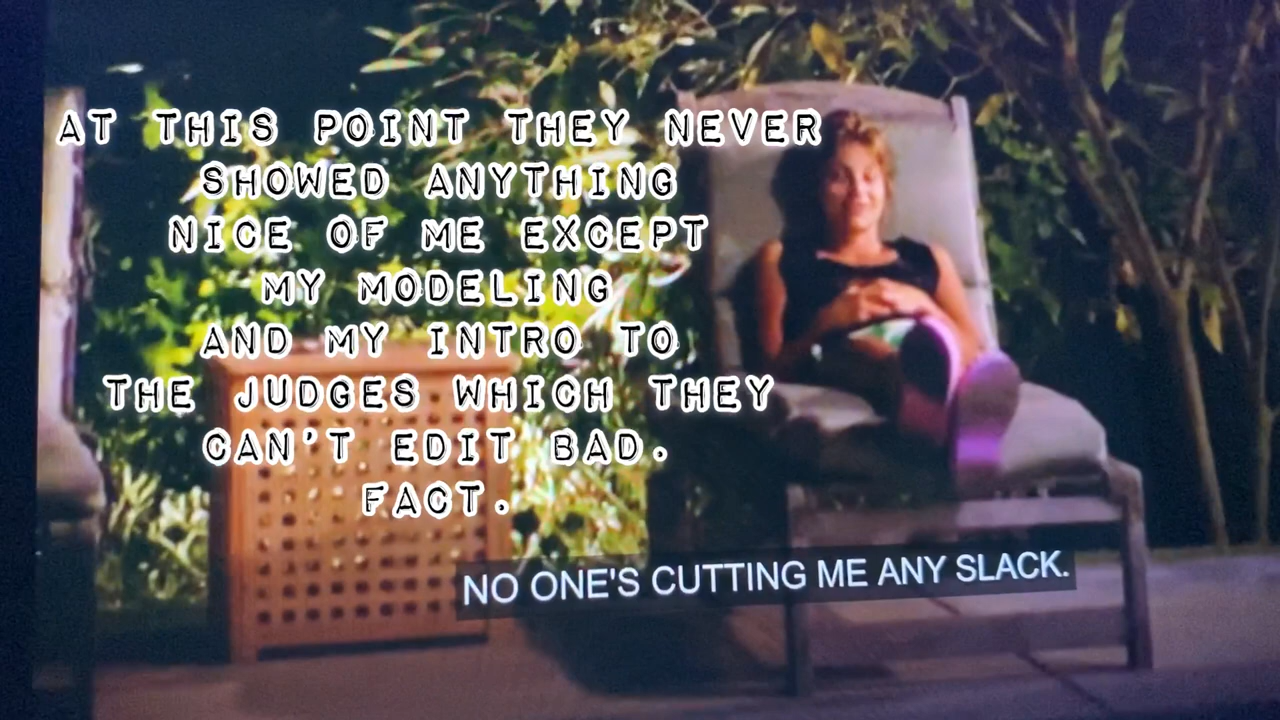 AT THIS POINT THEY NEVER
SHOWED ANYTHING
NICE OF ME EXCEPT
MY MODELING
AND MY INTRO TO
THE JUDGES WHICH THEY
CAN'T EDIT BAD.
FACT.
NO ONE'S CUTTING ME ANY SLACK.